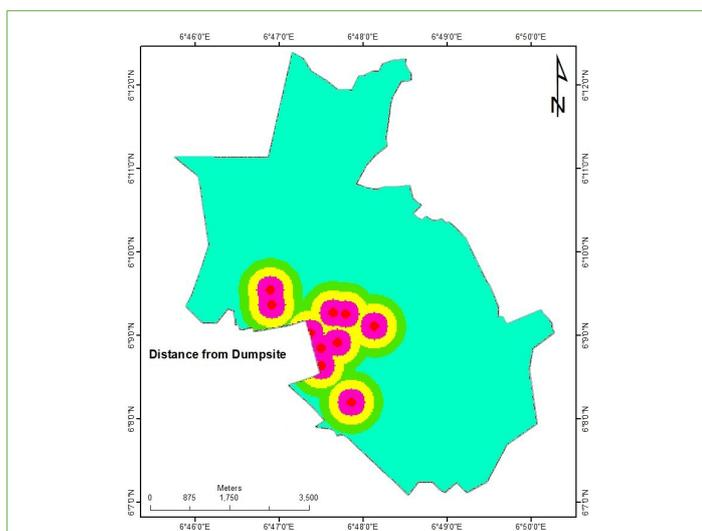 6°46'0"E 6°47'0"E 6°48'0"E 6°49'0"E 6°50'0"E
6°12'0"N 6°12'0"N
N
6°11'0"N 6°11'0"N
6°10'0"N 6°10'0"N
6°9'0"N 6°9'0"N
Distance from Dumpsite
6°8'0"N 6°8'0"N
Meters
0 875 1,750 3,500
6°7'0"N 6°7'0"N
6°46'0"E 6°47'0"E 6°48'0"E 6°49'0"E 6°50'0"E